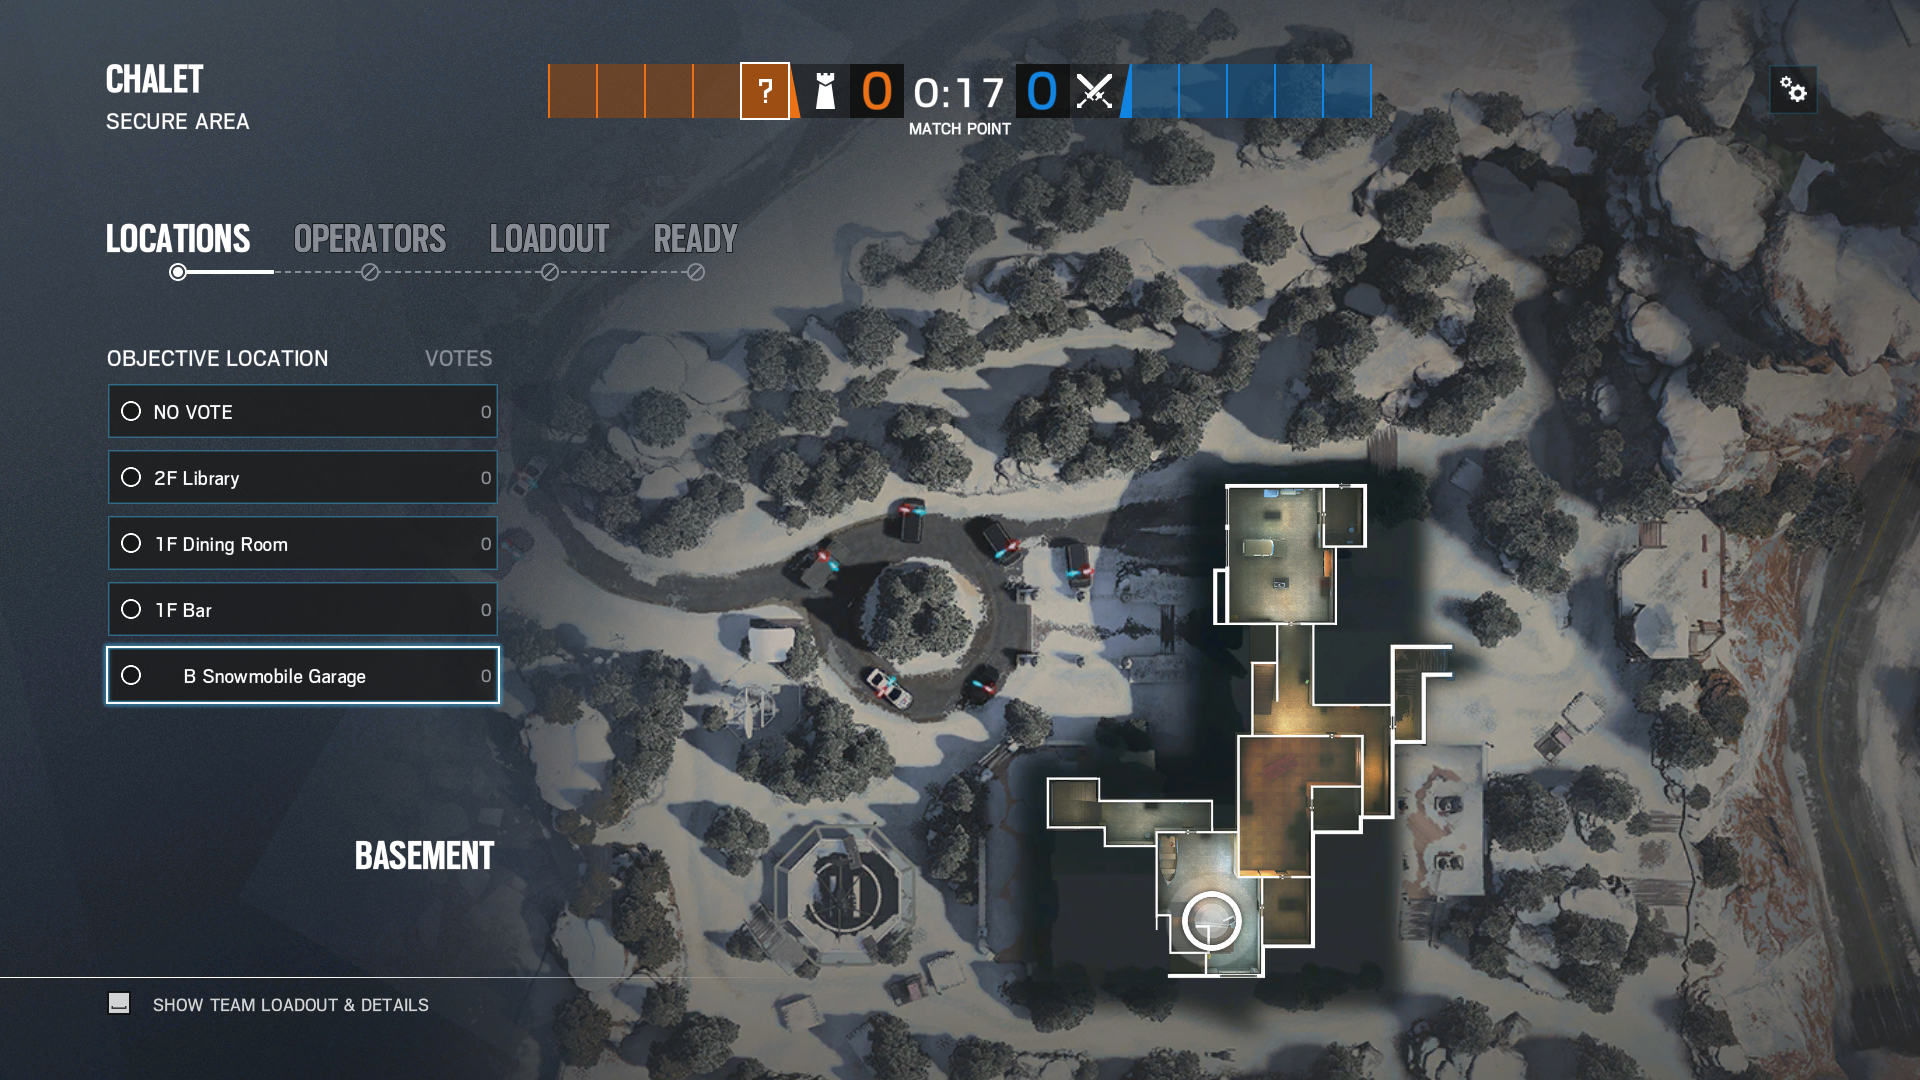 CHALET
SECURE AREA
?
0
0:17
0
MATCH POINT
LOCATIONS
OPERATORS
LOADOUT
READY
OBJECTIVE LOCATION
VOTES
NO VOTE 0
2F Library 0
1F Dining Room 0
1F Bar 0
B Snowmobile Garage 0
BASEMENT
SHOW TEAM LOADOUT & DETAILS